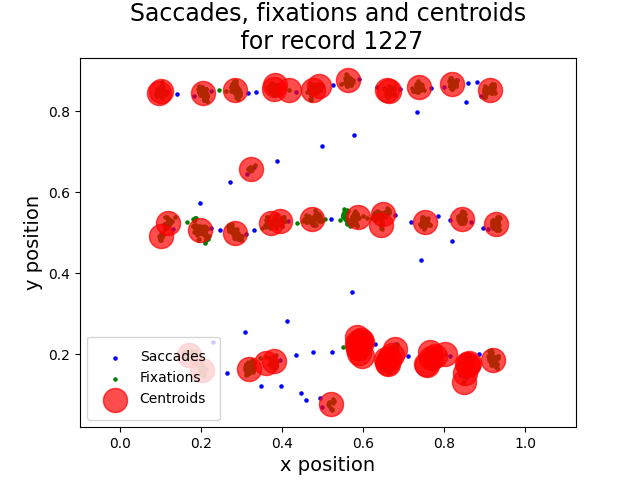 Saccades, fixations and centroids
for record 1227
y position
0.8
0.6
0.4
0.2
Saccades
Fixations
Centroids
0.0 0.2 0.4 0.6 0.8 1.0
x position